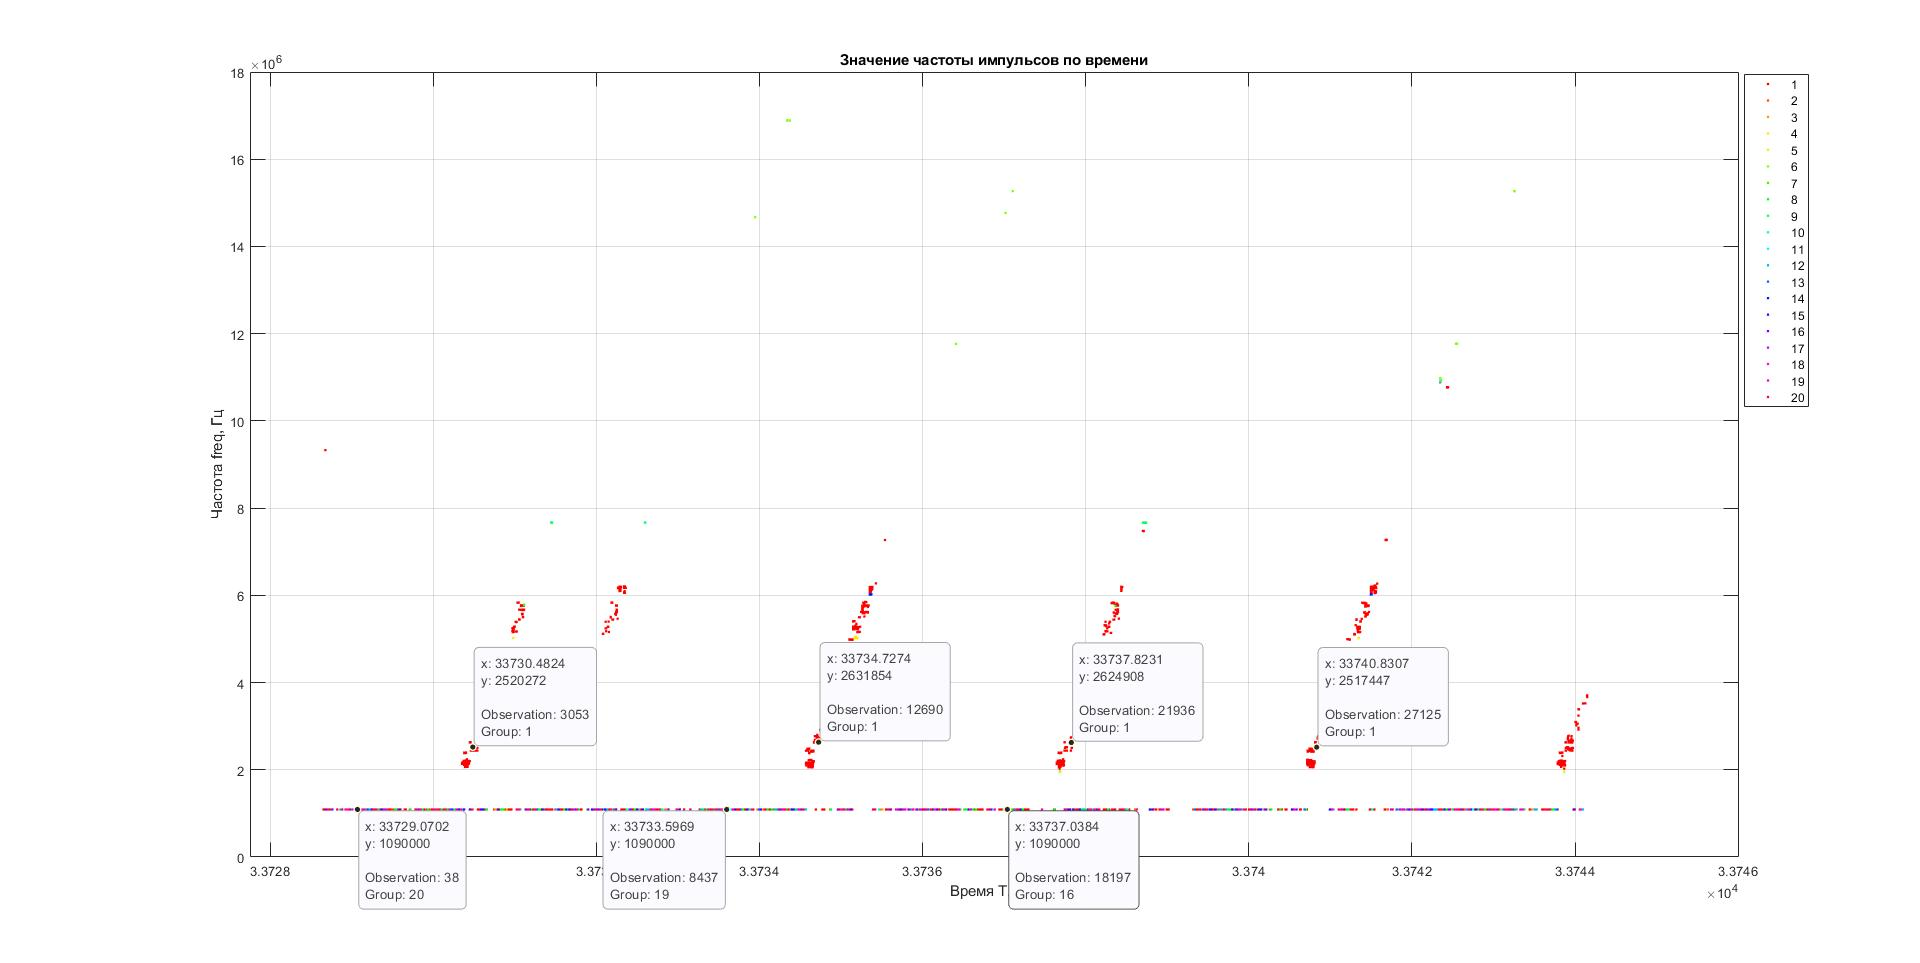 Значение частоты импульсов по времени
×10⁶
18
16
14
12
10
8
6
4
2
0
Частота freq, Гц
1
2
3
4
5
6
7
8
9
10
11
12
13
14
15
16
17
18
19
20
x: 33730.4824
y: 2520272
Observation: 3053
Group: 1
x: 33734.7274
y: 2631854
Observation: 12690
Group: 1
x: 33737.8231
y: 2624908
Observation: 21936
Group: 1
x: 33740.8307
y: 2517447
Observation: 27125
Group: 1
x: 33729.0702
y: 1090000
Observation: 38
Group: 20
x: 33733.5969
y: 1090000
Observation: 8437
Group: 19
x: 33737.0384
y: 1090000
Observation: 18197
Group: 16
3.3728
3.3734
3.3736
3.374
3.3742
3.3744
3.3746
Время
×10⁴